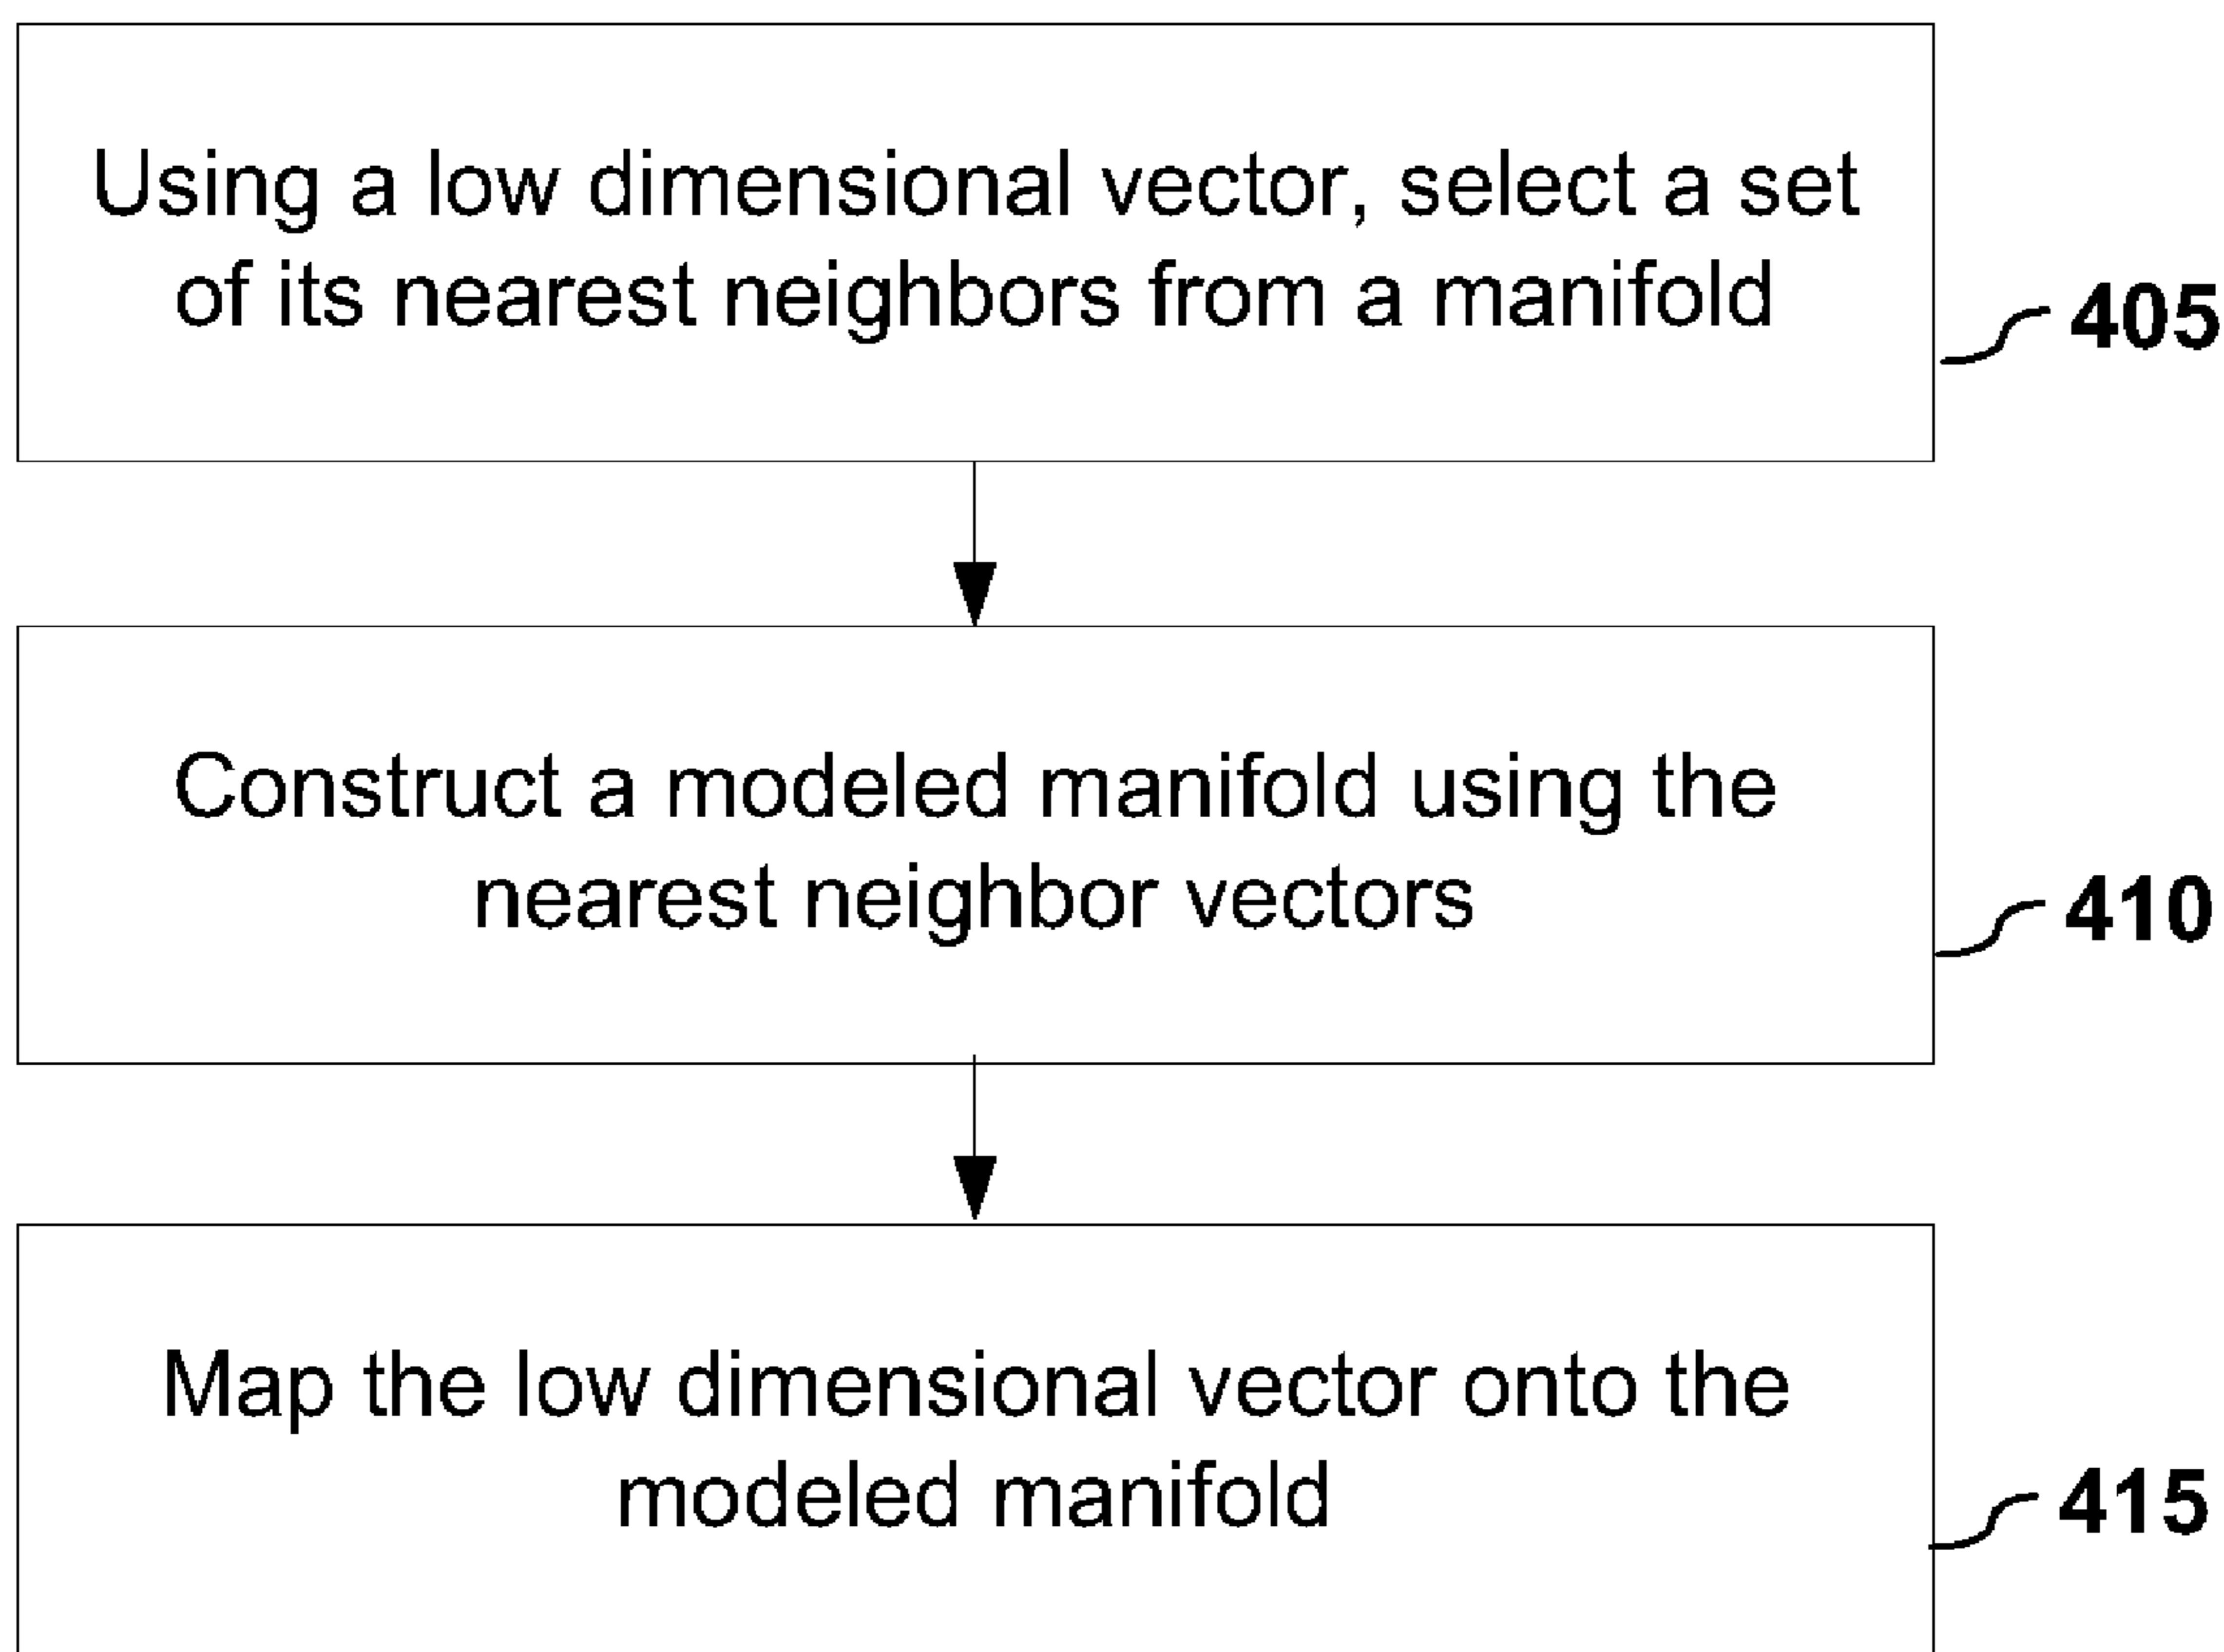 Using a low dimensional vector, select a set
of its nearest neighbors from a manifold
405
Construct a modeled manifold using the
nearest neighbor vectors
410
Map the low dimensional vector onto the
modeled manifold
415